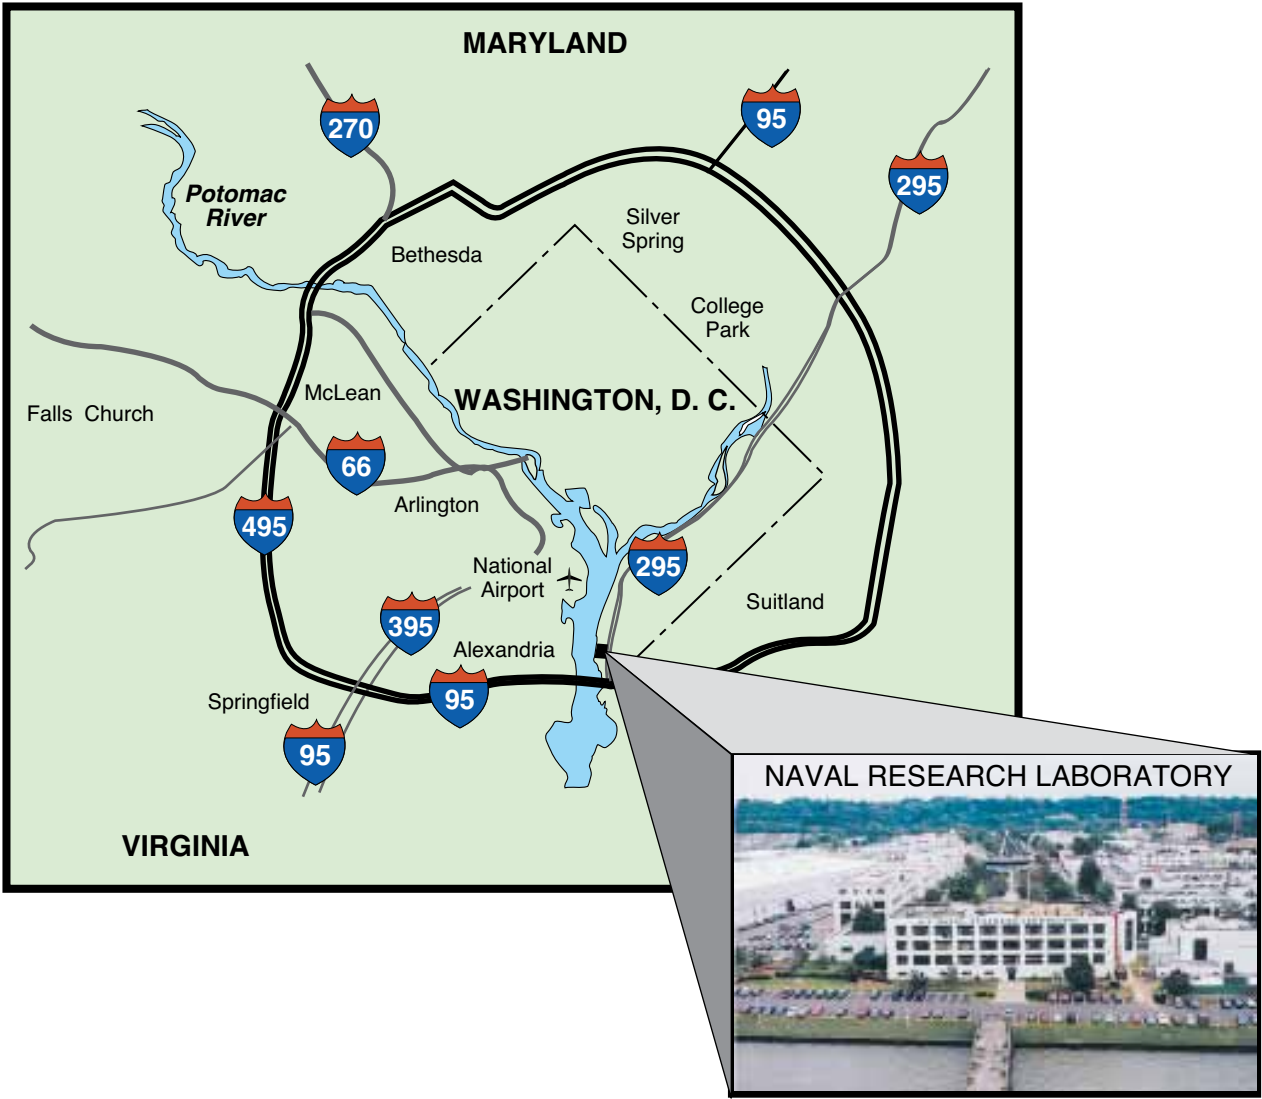 MARYLAND
270
95
295
Potomac
River
Silver
Spring
Bethesda
College
Park
McLean
WASHINGTON, D. C.
Falls Church
66
Arlington
495
National
Airport
295
Suitland
395
Alexandria
Springfield
95
95
NAVAL RESEARCH LABORATORY
VIRGINIA